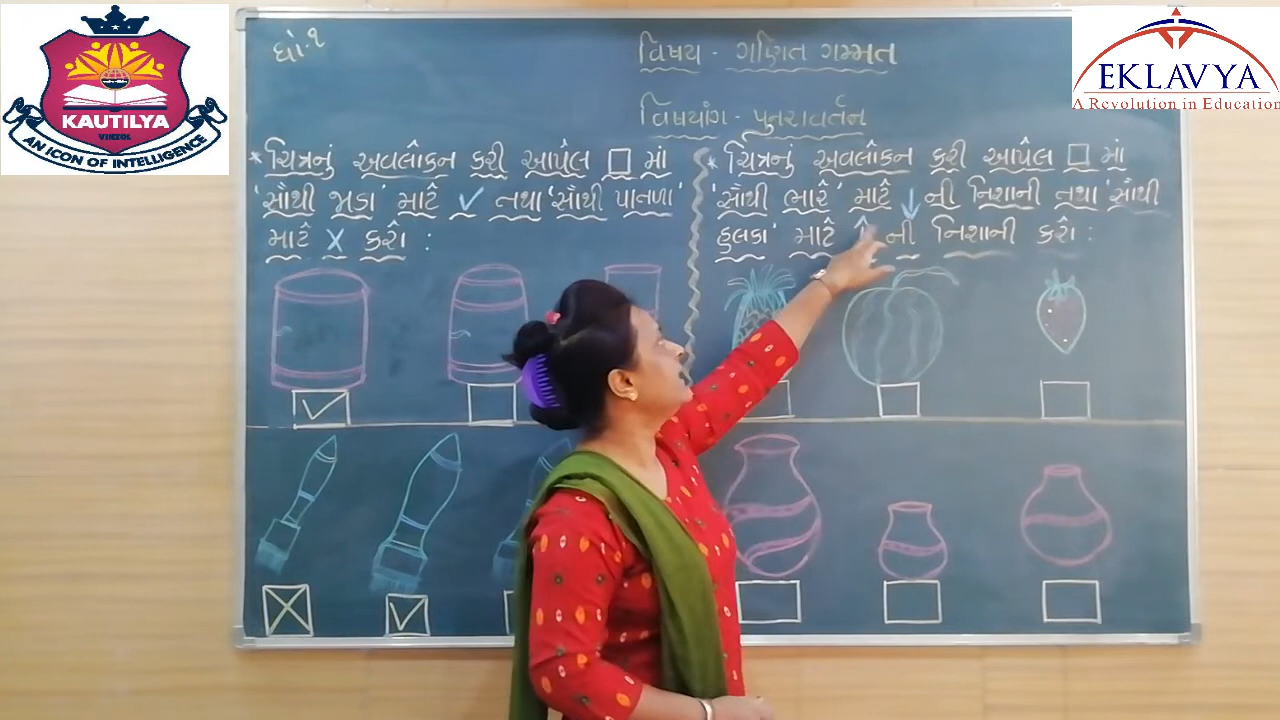 KAUTILYA
VINZOL
AN ICON OF INTELLIGENCE
EKLAVYA
A Revolution in Education
ધો.૧
વિષય - ગણિત ગમ્મત
વિષયાંગ - પુનરાવર્તન
* ચિત્રનું અવલોકન કરી આપેલ □ માં
'સૌથી જાડા' માટે ✓ તથા 'સૌથી પાતળા'
માટે X કરો :
* ચિત્રનું અવલોકન કરી આપેલ □ માં
'સૌથી ભારે' માટે ↓ ની નિશાની તથા 'સૌથી
હલકા' માટે ↑ ની નિશાની કરો :